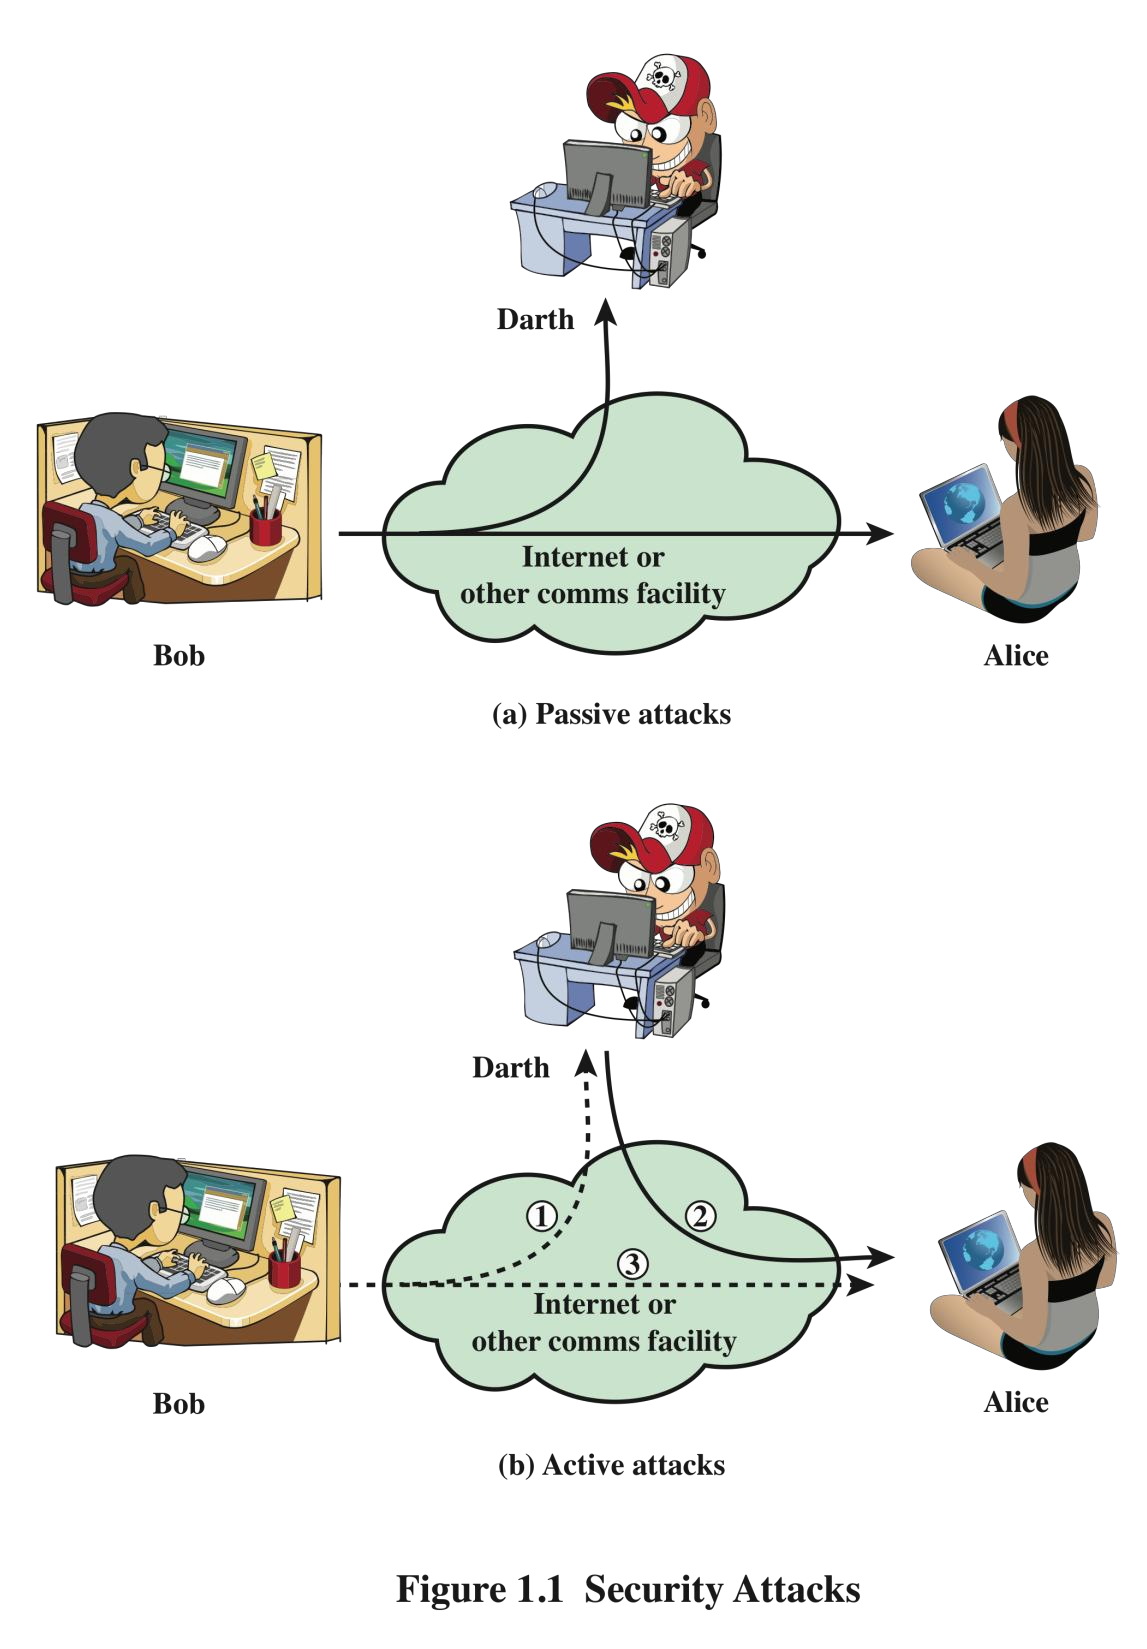 Darth
Internet or
other comms facility
Bob
Alice
(a) Passive attacks
Darth
1
2
3
Internet or
other comms facility
Bob
Alice
(b) Active attacks
Figure 1.1 Security Attacks